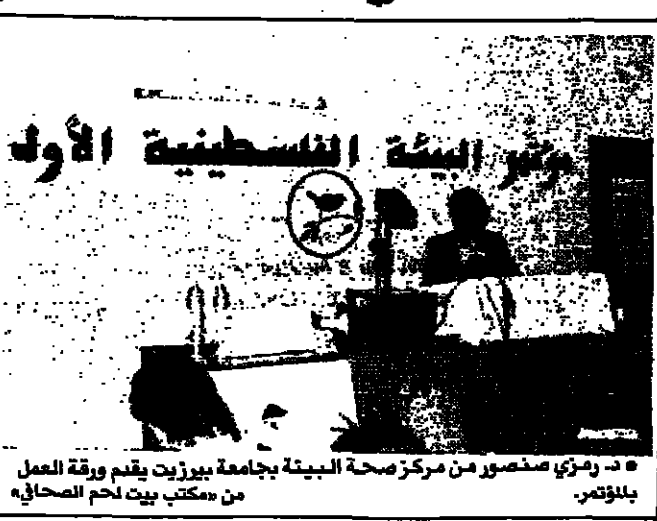 مؤتمر البيئة الفلسطينية الأول
• د. رمزي صنصور من مركز صحة البيئة بجامعة بيرزيت يقدم ورقة العمل
بالمؤتمر. من «مكتب بيت لحم الصحافي»